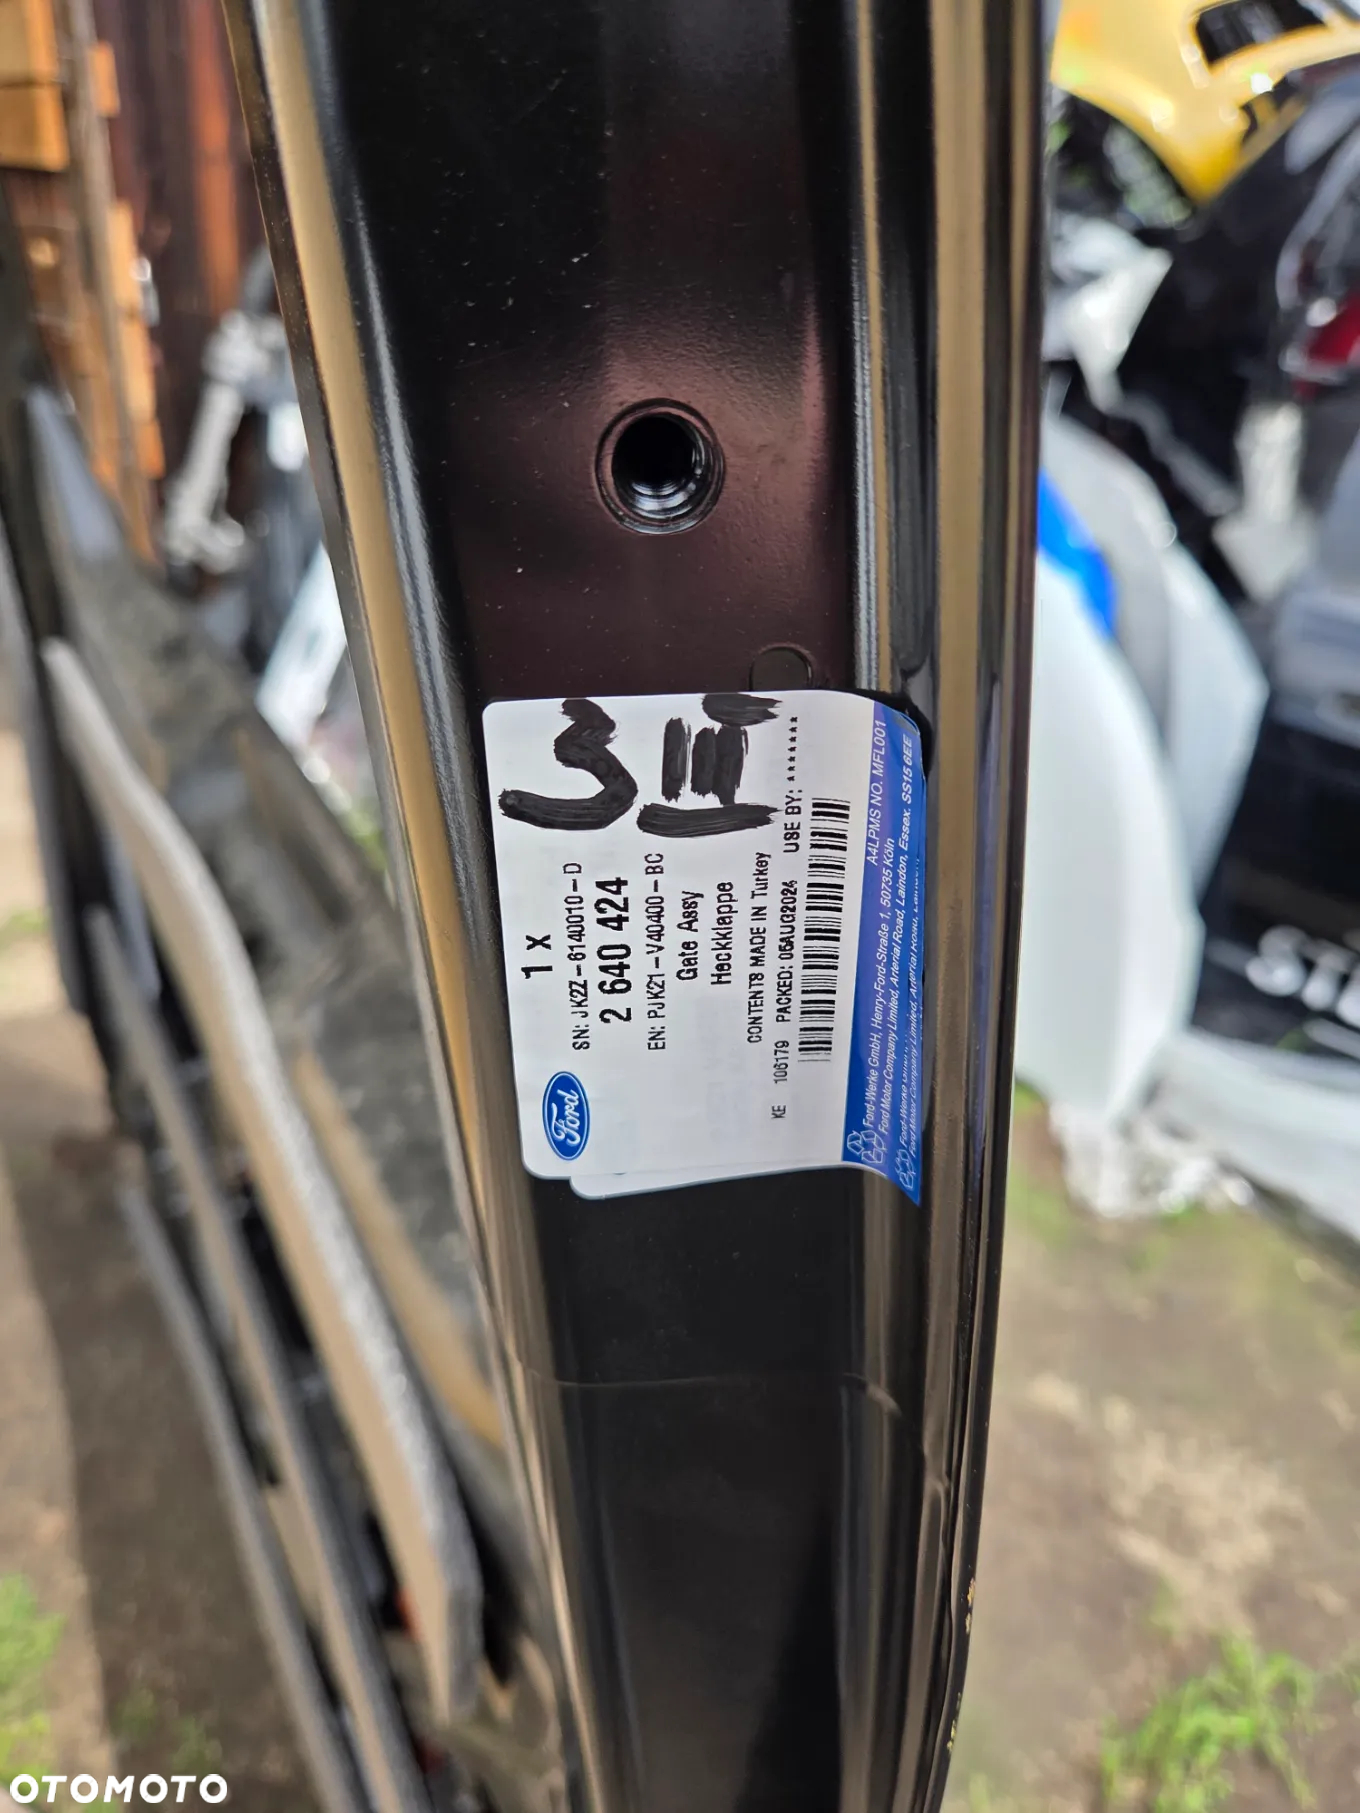 1 X
SN: JK2Z-6140010-D
2 640 424
EN: PJK21-V40400-BC
Gate Assy
Heckklappe
CONTENTS MADE IN Turkey
KE 106179 PACKED: 05AUG2024 USE BY: *******
A4LPMS NO. MFL001
Ford-Werke GmbH, Henry-Ford-Straße 1, 50735 Köln
Ford Motor Company Limited, Arterial Road, Laindon, Essex. SS15 6EE
Ford
OTOMOTO